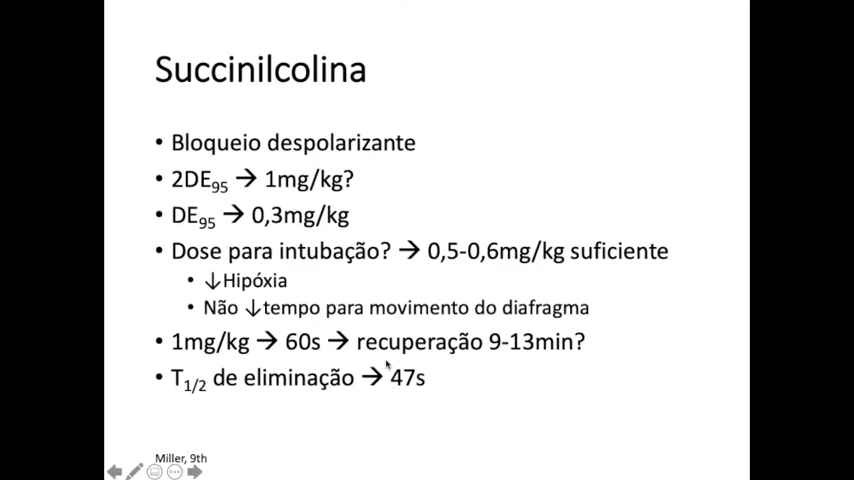 Succinilcolina
• Bloqueio despolarizante
• 2DE95 → 1mg/kg?
• DE95 → 0,3mg/kg
• Dose para intubação? → 0,5-0,6mg/kg suficiente
• ↓Hipóxia
• Não ↓tempo para movimento do diafragma
• 1mg/kg → 60s → recuperação 9-13min?
• T1/2 de eliminação → 47s
Miller, 9th